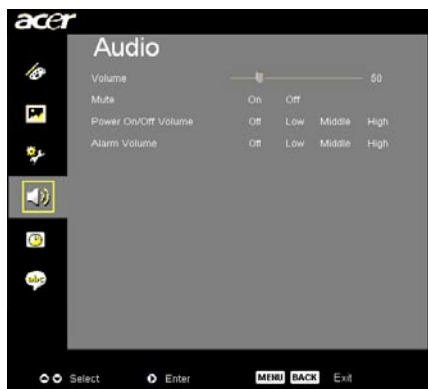 acer
Audio
Volume 50
Mute On Off
Power On/Off Volume Off Low Middle High
Alarm Volume Off Low Middle High
abc
Select Enter MENU BACK Exit